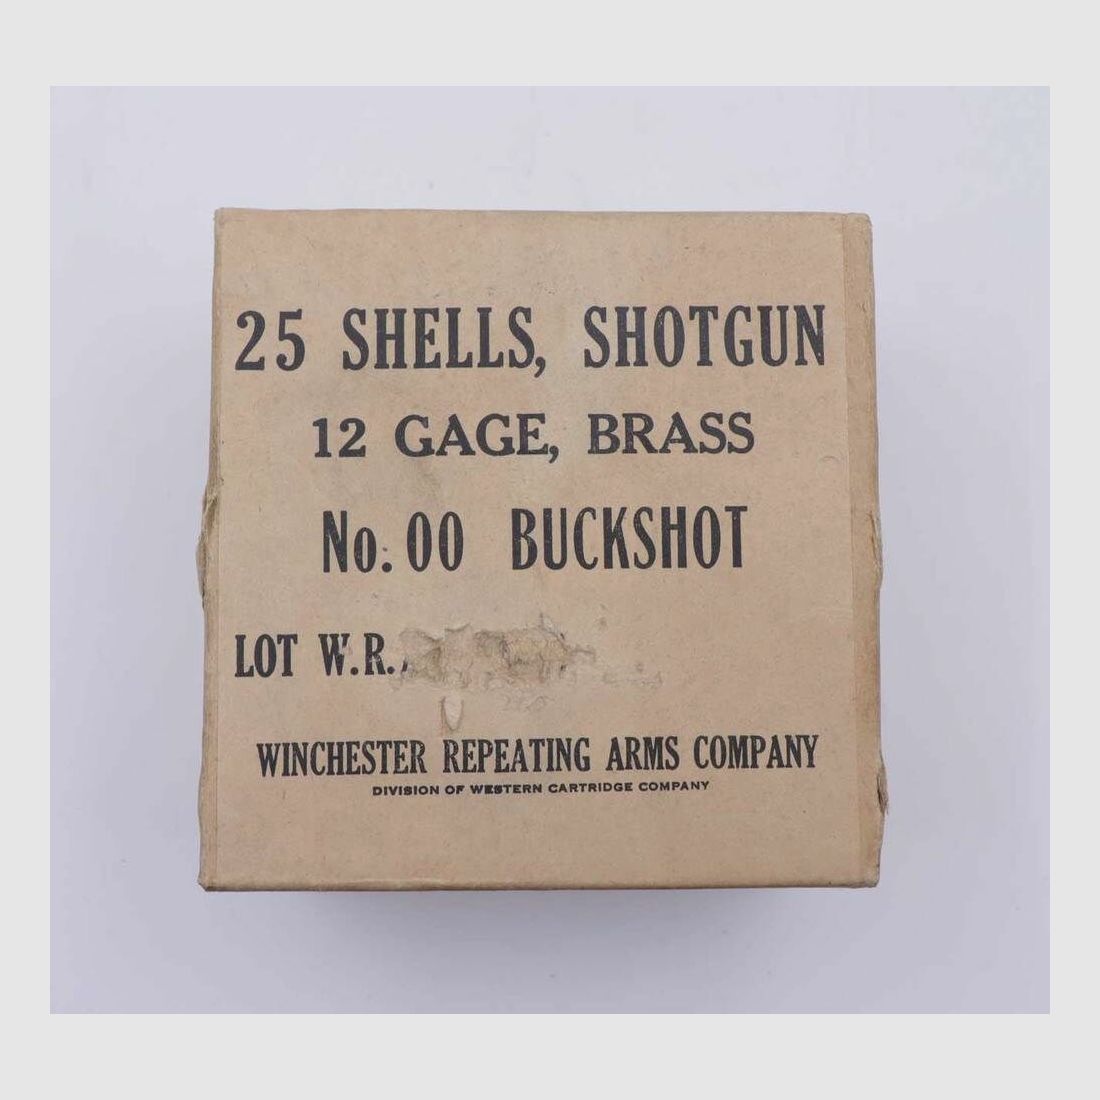 25 SHELLS, SHOTGUN
12 GAGE, BRASS
No. 00 BUCKSHOT
LOT W.R.
WINCHESTER REPEATING ARMS COMPANY
DIVISION OF WESTERN CARTRIDGE COMPANY